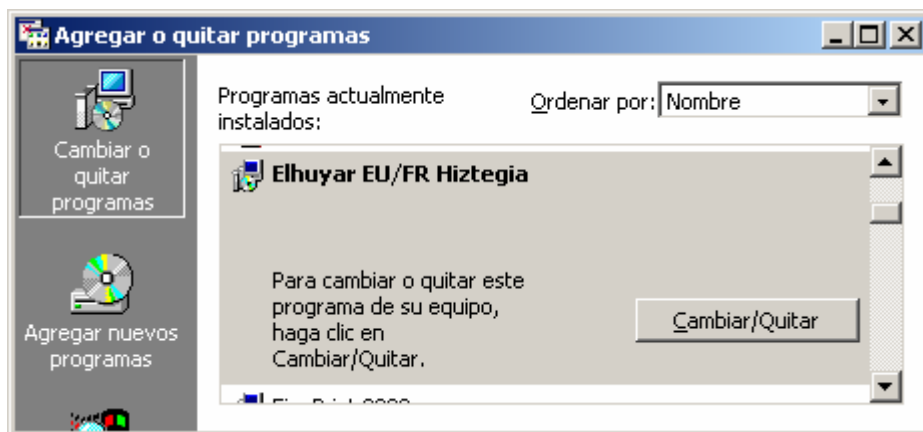 Agregar o quitar programas
Cambiar o
quitar
programas
Agregar nuevos
programas
Programas actualmente
instalados:
Ordenar por:
Nombre
Elhuyar EU/FR Hiztegia
Para cambiar o quitar este
programa de su equipo,
haga clic en
Cambiar/Quitar.
Cambiar/Quitar